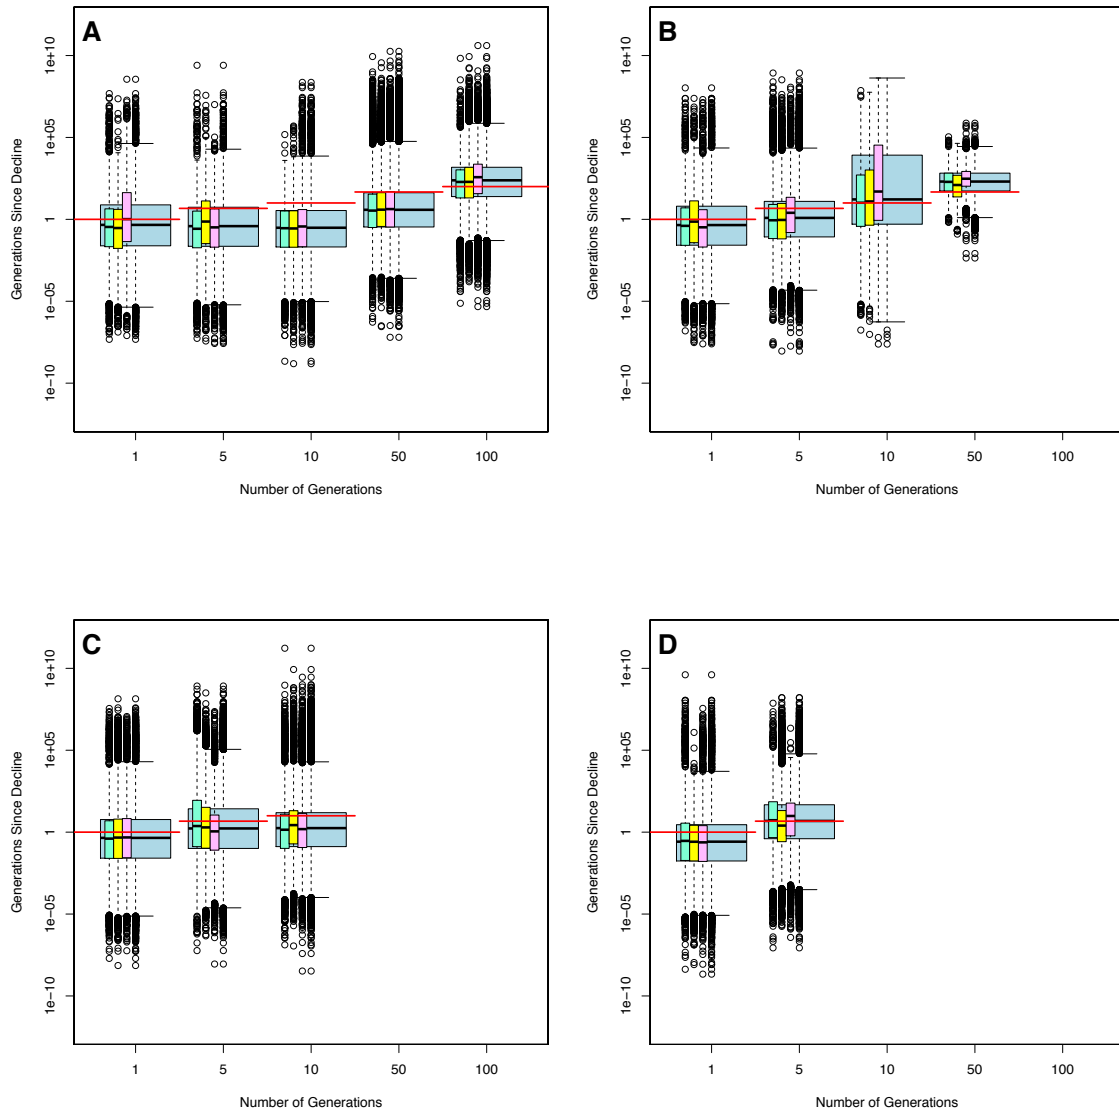 A
Generations Since Decline
1e+10
1e+05
1
1e-05
1e-10
1 5 10 50 100
Number of Generations
B
Generations Since Decline
1e+10
1e+05
1
1e-05
1e-10
1 5 10 50 100
Number of Generations
C
Generations Since Decline
1e+10
1e+05
1
1e-05
1e-10
1 5 10 50 100
Number of Generations
D
Generations Since Decline
1e+10
1e+05
1
1e-05
1e-10
1 5 10 50 100
Number of Generations